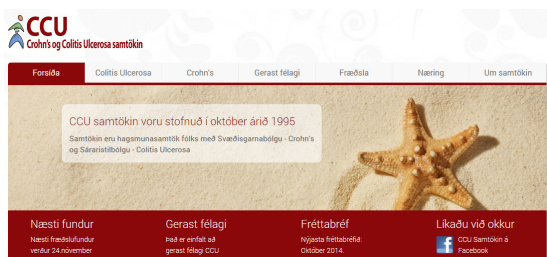 CCU
Crohn's og Colitis Ulcerosa samtökin
Forsíða
Colitis Ulcerosa
Crohn's
Gerast félagi
Fræðsla
Næring
Um samtökin
CCU samtökin voru stofnuð í október árið 1995
Samtökin eru hagsmunasamtök fólks með Svæðisgarnabólgu - Crohn's
og Sáraristilbólgu - Colitis Ulcerosa
Næsti fundur
Næsti fræðslufundur
verður 24.nóvember
Gerast félagi
Það er einfalt að
gerast félagi CCU
Fréttabréf
Nýjasta fréttabréfið:
Október 2014.
Líkaðu við okkur
CCU Samtökin á
Facebook